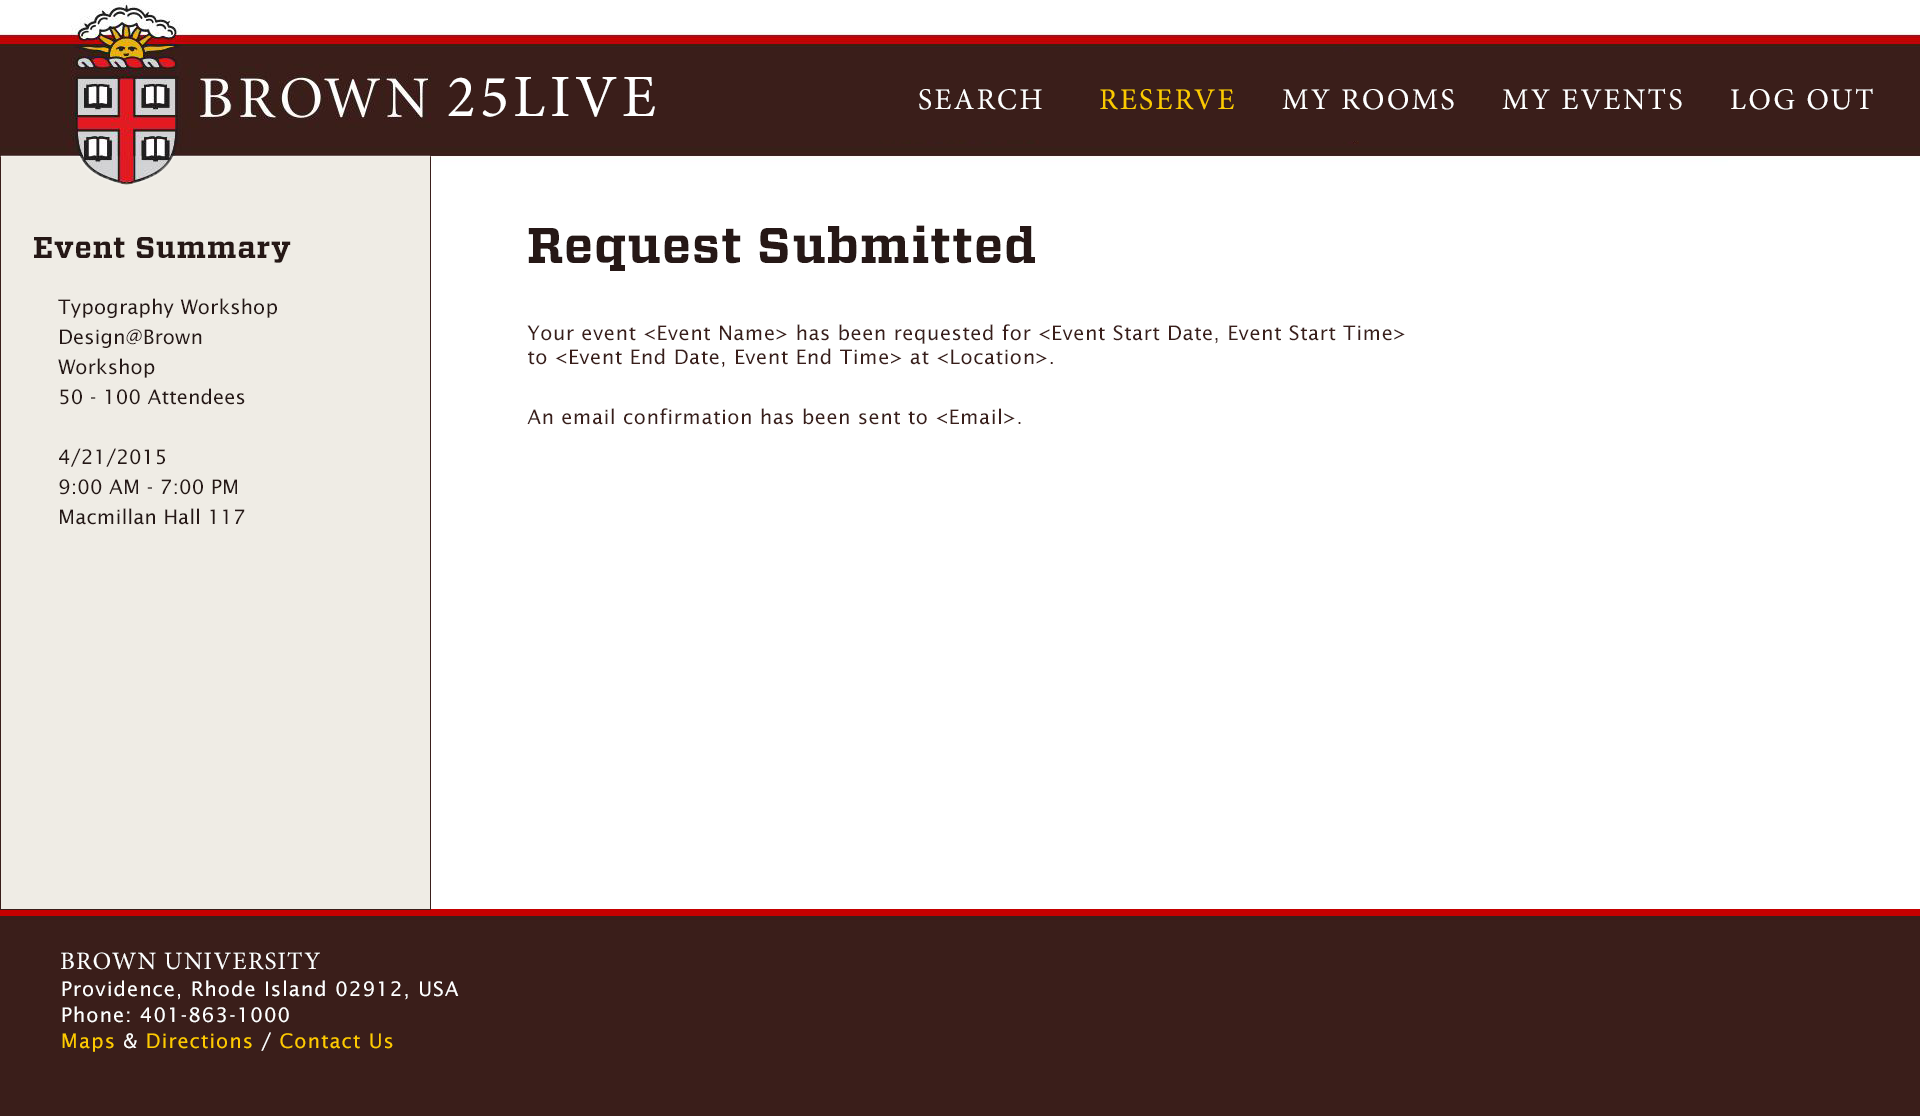 BROWN 25LIVE
SEARCH RESERVE MY ROOMS MY EVENTS LOG OUT
Event Summary
Typography Workshop
Design@Brown
Workshop
50 - 100 Attendees
4/21/2015
9:00 AM - 7:00 PM
Macmillan Hall 117
Request Submitted
Your event <Event Name> has been requested for <Event Start Date, Event Start Time>
to <Event End Date, Event End Time> at <Location>.
An email confirmation has been sent to <Email>.
BROWN UNIVERSITY
Providence, Rhode Island 02912, USA
Phone: 401-863-1000
Maps & Directions / Contact Us